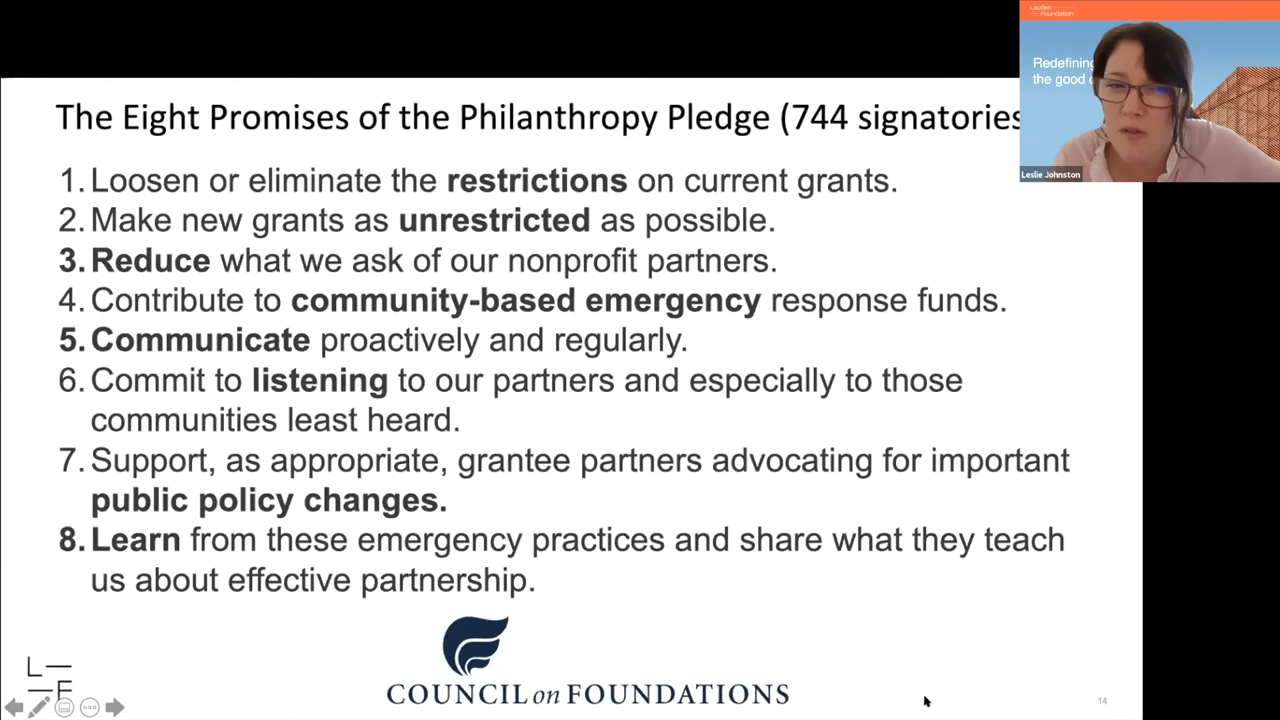 Laudes
Foundation
Redefining
the good
Leslie Johnston
The Eight Promises of the Philanthropy Pledge (744 signatories
1. Loosen or eliminate the restrictions on current grants.
2. Make new grants as unrestricted as possible.
3. Reduce what we ask of our nonprofit partners.
4. Contribute to community-based emergency response funds.
5. Communicate proactively and regularly.
6. Commit to listening to our partners and especially to those
communities least heard.
7. Support, as appropriate, grantee partners advocating for important
public policy changes.
8. Learn from these emergency practices and share what they teach
us about effective partnership.
L
F
COUNCIL on FOUNDATIONS
14